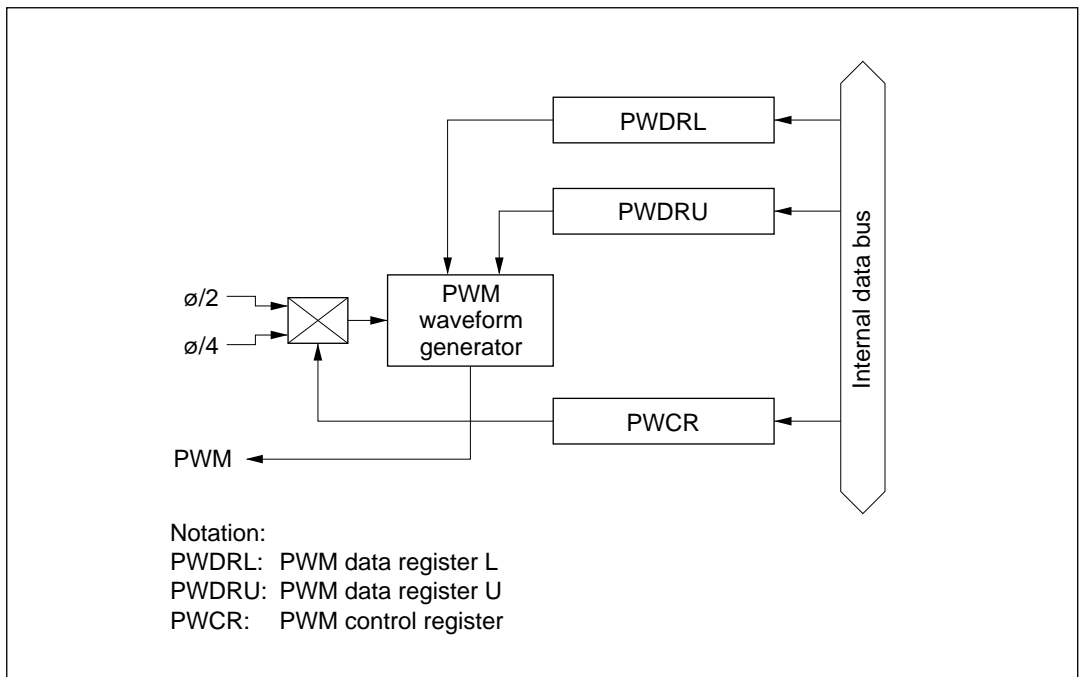 PWDRL
PWDRU
Internal data bus
ø/2
ø/4
PWM
waveform
generator
PWCR
PWM
Notation:
PWDRL: PWM data register L
PWDRU: PWM data register U
PWCR: PWM control register